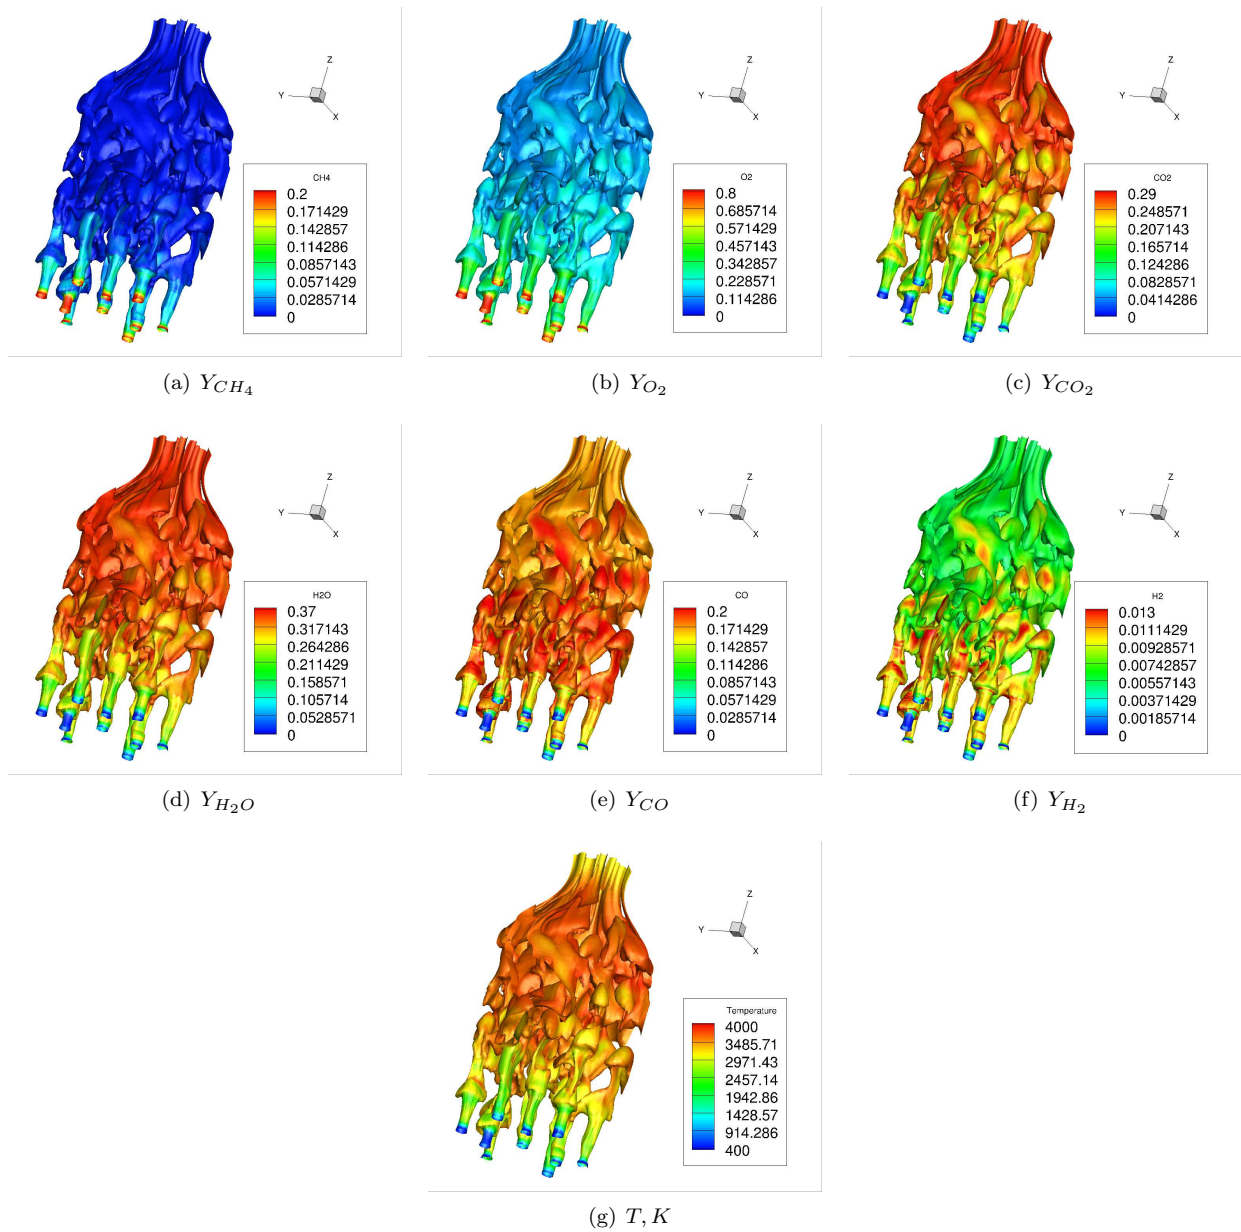 Z
Y
X
CH4
0.2
0.171429
0.142857
0.114286
0.0857143
0.0571429
0.0285714
0
(a) Y_{CH_4}
Z
Y
X
O2
0.8
0.685714
0.571429
0.457143
0.342857
0.228571
0.114286
0
(b) Y_{O_2}
Z
Y
X
CO2
0.29
0.248571
0.207143
0.165714
0.124286
0.0828571
0.0414286
0
(c) Y_{CO_2}
Z
Y
X
H2O
0.37
0.317143
0.264286
0.211429
0.158571
0.105714
0.0528571
0
(d) Y_{H_2O}
Z
Y
X
CO
0.2
0.171429
0.142857
0.114286
0.0857143
0.0571429
0.0285714
0
(e) Y_{CO}
Z
Y
X
H2
0.013
0.0111429
0.00928571
0.00742857
0.00557143
0.00371429
0.00185714
0
(f) Y_{H_2}
Z
Y
X
Temperature
4000
3485.71
2971.43
2457.14
1942.86
1428.57
914.286
400
(g) T, K